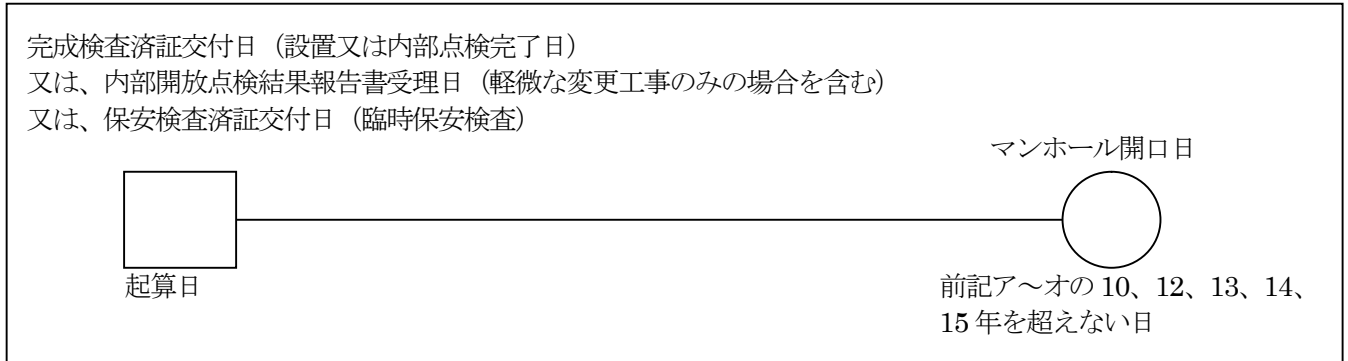 完成検査済証交付日（設置又は内部点検完了日）
又は、内部開放点検結果報告書受理日（軽微な変更工事のみの場合を含む）
又は、保安検査済証交付日（臨時保安検査）
マンホール開口日
起算日
前記ア～オの 10、12、13、14、
15 年を超えない日